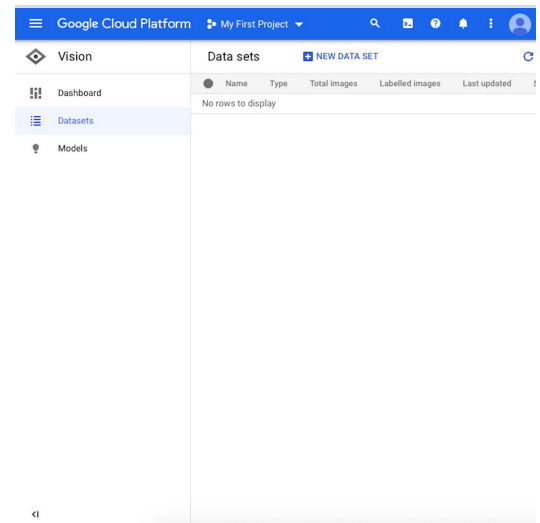 Google Cloud Platform My First Project
Vision
Data sets NEW DATA SET
Name Type Total images Labelled images Last updated S
No rows to display
Dashboard
Datasets
Models